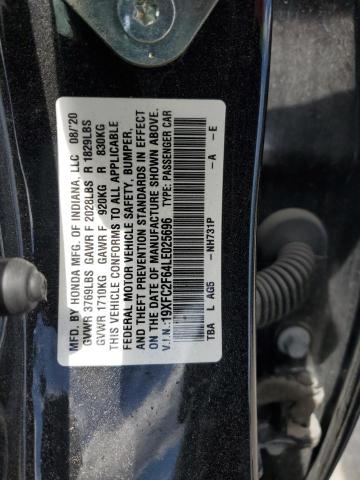 MFD. BY HONDA MFG. OF INDIANA, LLC 08/'20
GVWR 3769LBS GAWR F 2028LBS R 1829LBS
GVWR 1710KG GAWR F 920KG R 830KG
THIS VEHICLE CONFORMS TO ALL APPLICABLE
FEDERAL MOTOR VEHICLE SAFETY, BUMPER,
AND THEFT PREVENTION STANDARDS IN EFFECT
ON THE DATE OF MANUFACTURE SHOWN ABOVE.
V.I.N.:19XFC2F64LE025696 TYPE: PASSENGER CAR
TBA L AG5 -NH731P -A -E